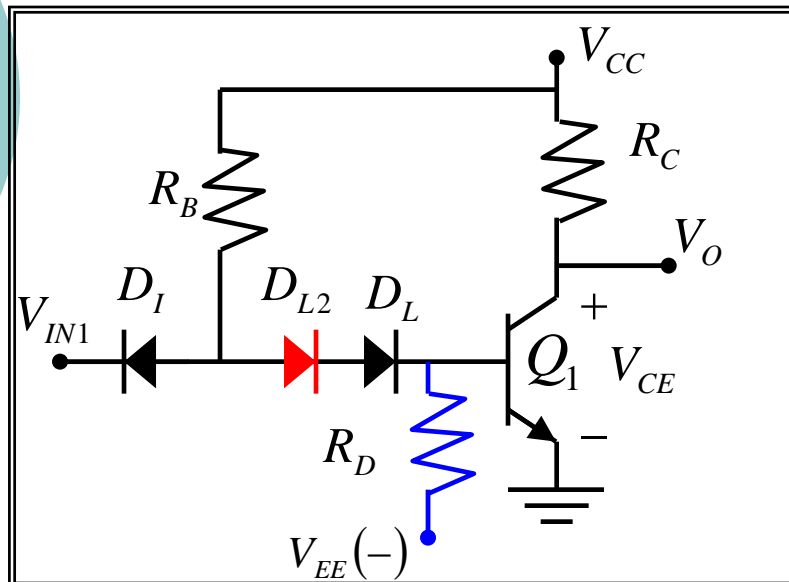 V_CC
R_C
R_B
V_O
D_I
D_L2
D_L
V_IN1
+
Q_1
V_CE
−
R_D
V_EE(−)